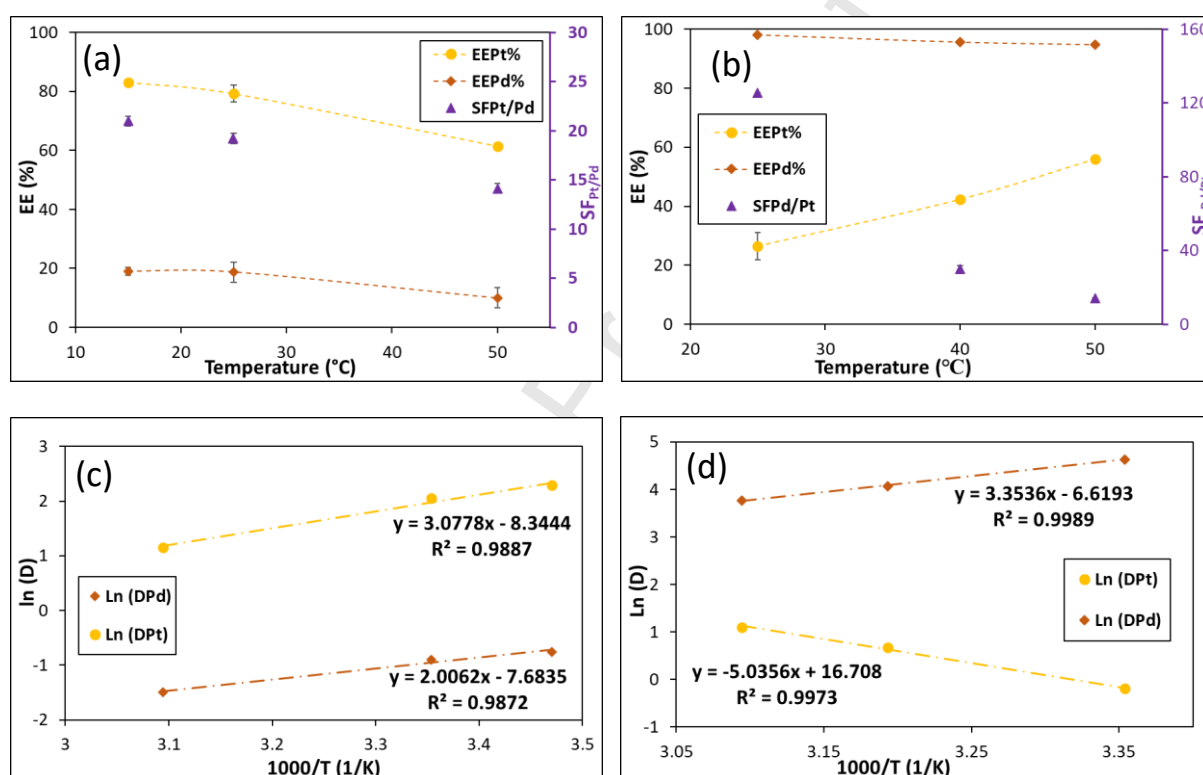 (a)
EEPt%
EEPd%
SFPt/Pd
100
80
60
40
20
0
EE (%)
30
25
20
15
10
5
0
SFPt/Pd
10
20
30
40
50
Temperature (°C)
(b)
EEPt%
EEPd%
SFPd/Pt
100
80
60
40
20
0
EE (%)
160
120
80
40
0
20
30
40
50
Temperature (°C)
(c)
3
2
1
0
-1
-2
ln (D)
y = 3.0778x - 8.3444
R² = 0.9887
Ln (DPd)
Ln (DPt)
y = 2.0062x - 7.6835
R² = 0.9872
3
3.1
3.2
3.3
3.4
3.5
1000/T (1/K)
(d)
5
4
3
2
1
0
-1
Ln (D)
y = 3.3536x - 6.6193
R² = 0.9989
Ln (DPt)
Ln (DPd)
y = -5.0356x + 16.708
R² = 0.9973
3.05
3.15
3.25
3.35
1000/T (1/K)